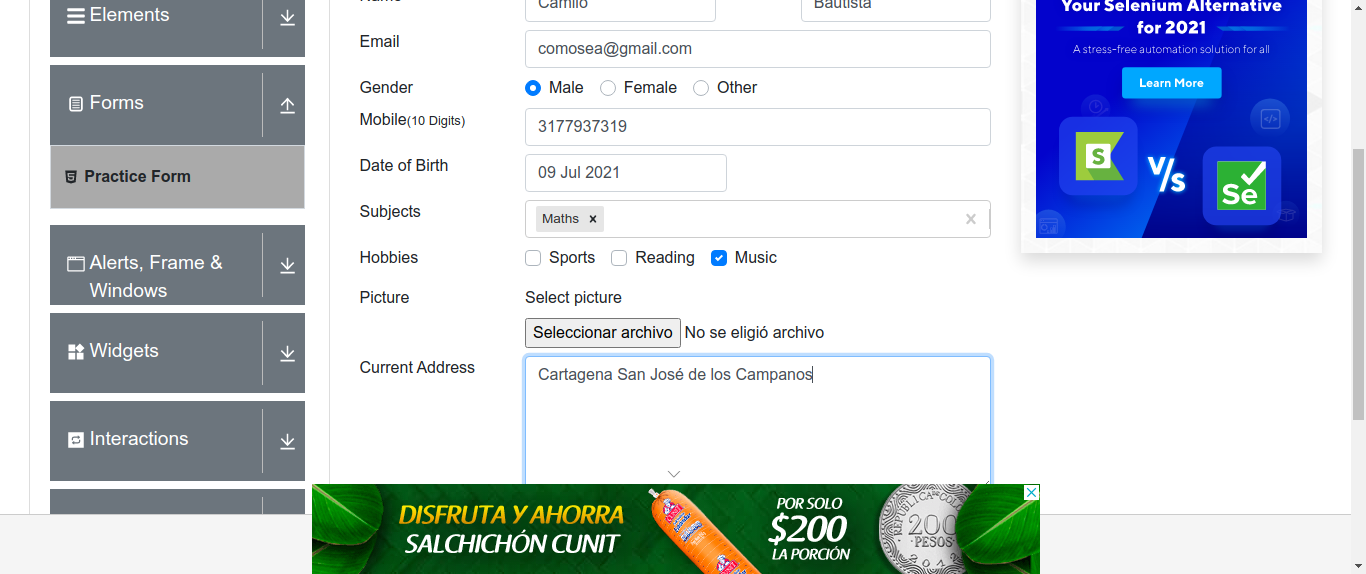 Elements
Forms
Practice Form
Alerts, Frame &
Windows
Widgets
Interactions
Name
Camilo
Bautista
Email
comosea@gmail.com
Gender
Male
Female
Other
Mobile(10 Digits)
3177937319
Date of Birth
09 Jul 2021
Subjects
Maths ×
Hobbies
Sports
Reading
Music
Picture
Select picture
Seleccionar archivo No se eligió archivo
Current Address
Cartagena San José de los Campanos
Your Selenium Alternative
for 2021
A stress-free automation solution for all
Learn More
S
V/s
Se
DISFRUTA Y AHORRA
SALCHICHÓN CUNIT
POR SOLO
$200
LA PORCIÓN
200
PESOS